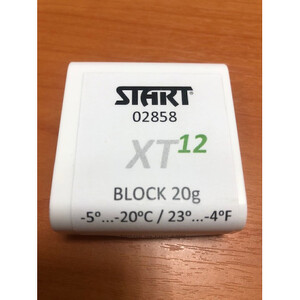 START®
02858
XT12
BLOCK 20g
-5°...-20°C / 23°...-4°F